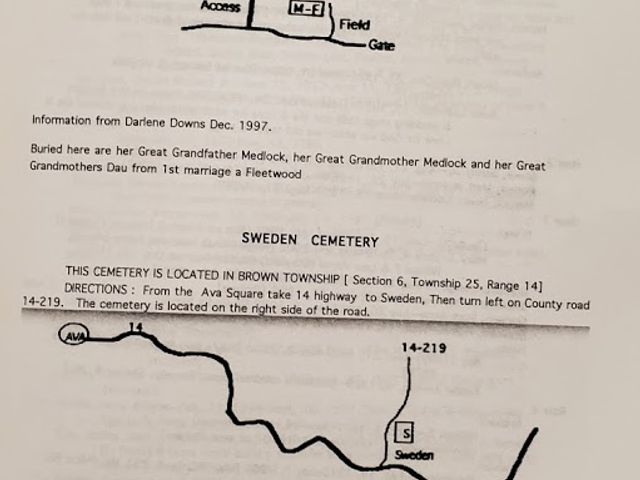 Access
M-F
Field
Gate
Information from Darlene Downs Dec. 1997.
Buried here are her Great Grandfather Medlock, her Great Grandmother Medlock and her Great
Grandmothers Dau from 1st marriage a Fleetwood
SWEDEN CEMETERY
THIS CEMETERY IS LOCATED IN BROWN TOWNSHIP [ Section 6, Township 25, Range 14]
DIRECTIONS : From the Ava Square take 14 highway to Sweden, Then turn left on County road
14-219. The cemetery is located on the right side of the road.
AVA
14
14-219
S
Sweden